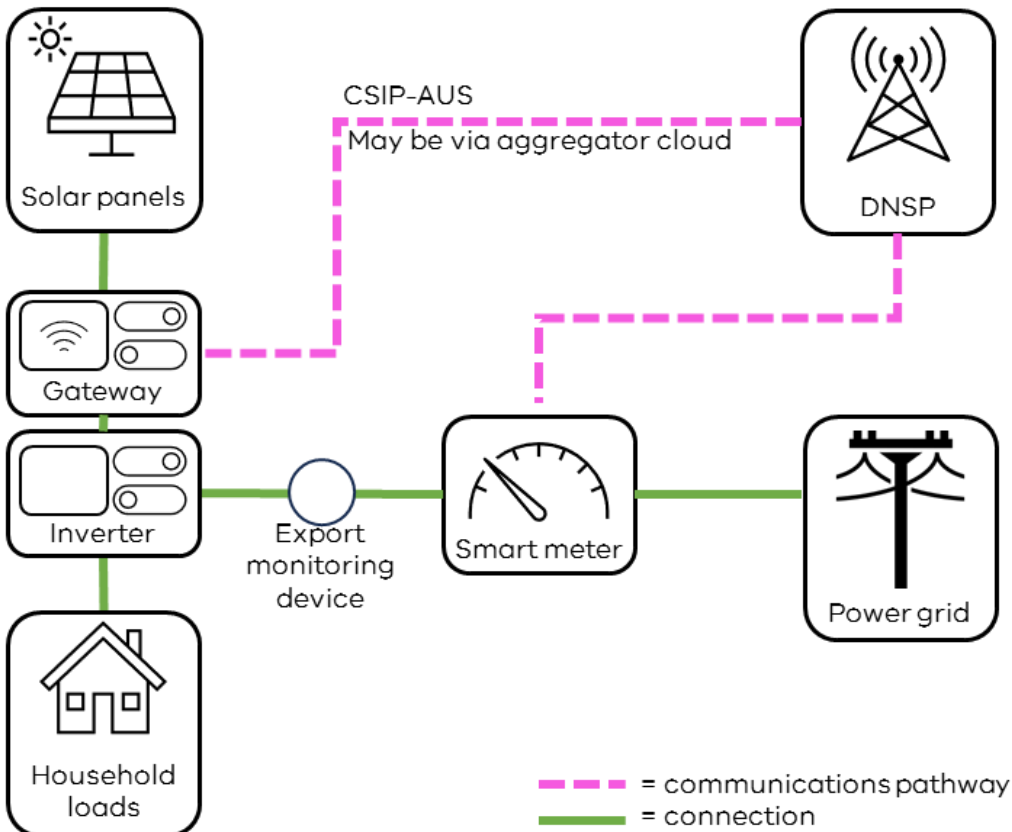 Solar panels
CSIP-AUS
May be via aggregator cloud
DNSP
Gateway
Inverter
Export
monitoring
device
Smart meter
Power grid
Household
loads
= communications pathway
= connection